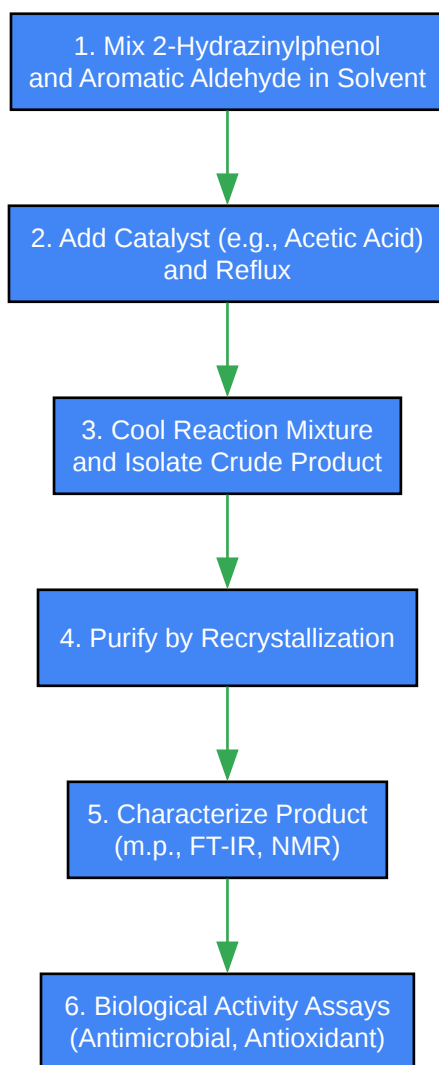 1. Mix 2-Hydrazinylphenol
and Aromatic Aldehyde in Solvent
2. Add Catalyst (e.g., Acetic Acid)
and Reflux
3. Cool Reaction Mixture
and Isolate Crude Product
4. Purify by Recrystallization
5. Characterize Product
(m.p., FT-IR, NMR)
6. Biological Activity Assays
(Antimicrobial, Antioxidant)